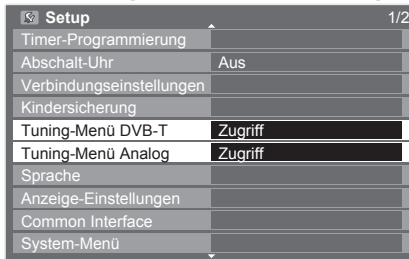 Setup 1/2
Timer-Programmierung
Abschalt-Uhr Aus
Verbindungseinstellungen
Kindersicherung
Tuning-Menü DVB-T Zugriff
Tuning-Menü Analog Zugriff
Sprache
Anzeige-Einstellungen
Common Interface
System-Menü